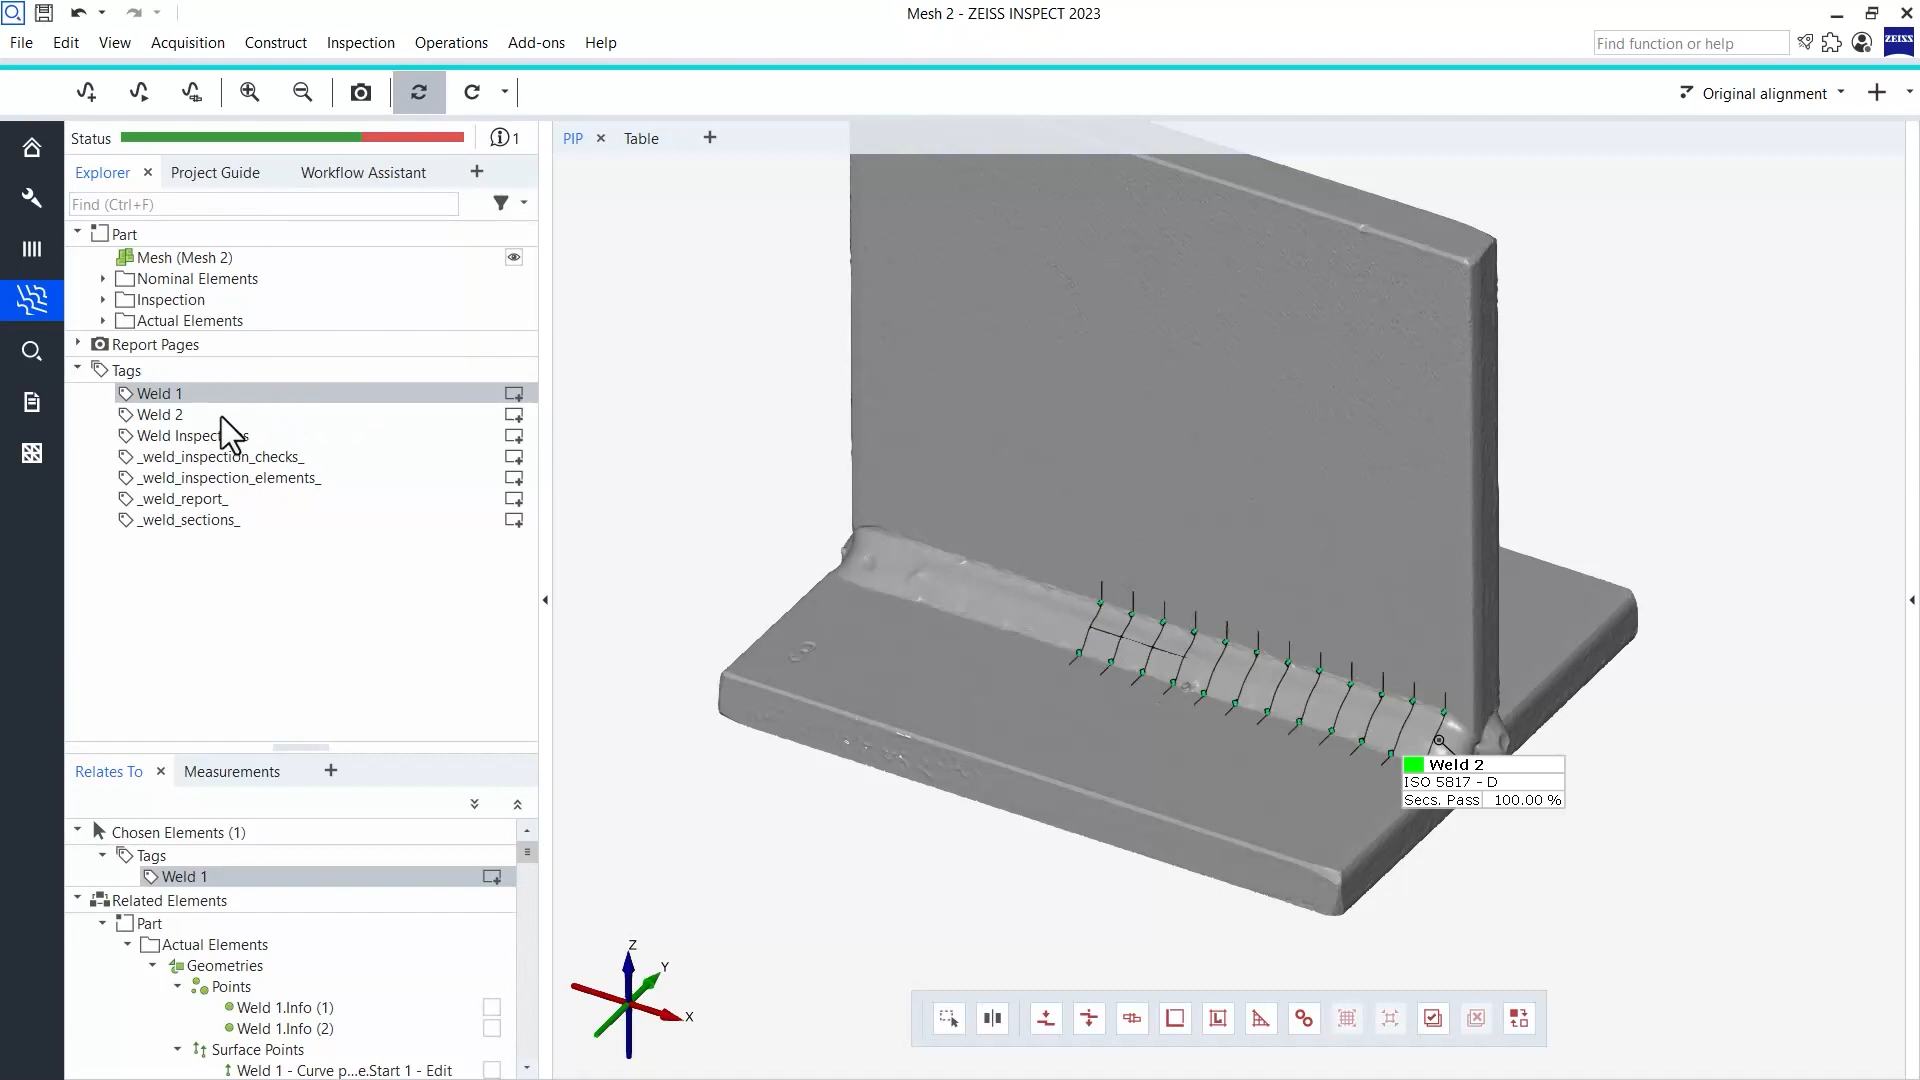 Mesh 2 - ZEISS INSPECT 2023
File Edit View Acquisition Construct Inspection Operations Add-ons Help
Find function or help
ZEISS
Original alignment
Status
1
PIP
Table
Explorer
Project Guide
Workflow Assistant
Find (Ctrl+F)
Part
Mesh (Mesh 2)
Nominal Elements
Inspection
Actual Elements
Report Pages
Tags
Weld 1
Weld 2
Weld
_weld_inspection_checks_
_weld_inspection_elements_
_weld_report_
_weld_sections_
Weld 2
ISO 5817 - D
Secs. Pass 100.00 %
Relates To
Measurements
Chosen Elements (1)
Tags
Weld 1
Related Elements
Part
Actual Elements
Geometries
Points
Weld 1.Info (1)
Weld 1.Info (2)
Surface Points
Weld 1 - Curve p...e.Start 1 - Edit
Z
Y
X